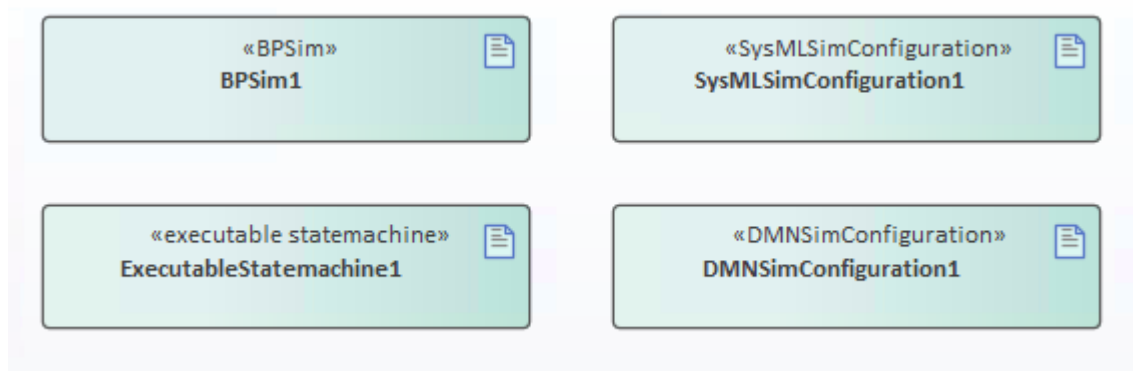 «BPSim»
BPSim1
«SysMLSimConfiguration»
SysMLSimConfiguration1
«executable statemachine»
ExecutableStatemachine1
«DMNSimConfiguration»
DMNSimConfiguration1